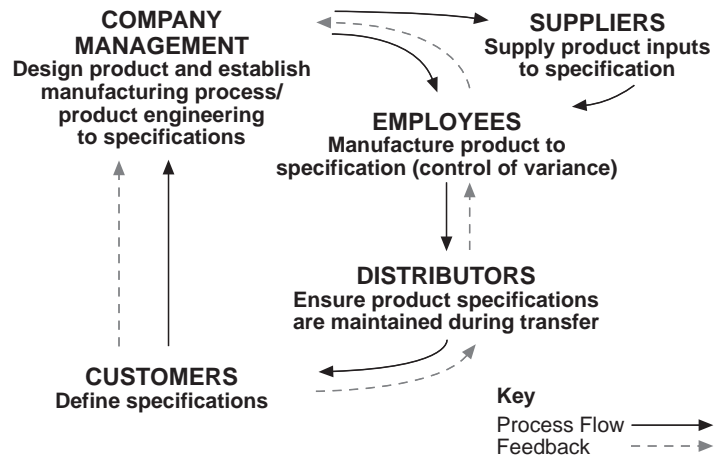 COMPANY
MANAGEMENT
Design product and establish
manufacturing process/
product engineering
to specifications
SUPPLIERS
Supply product inputs
to specification
EMPLOYEES
Manufacture product to
specification (control of variance)
DISTRIBUTORS
Ensure product specifications
are maintained during transfer
CUSTOMERS
Define specifications
Key
Process Flow
Feedback